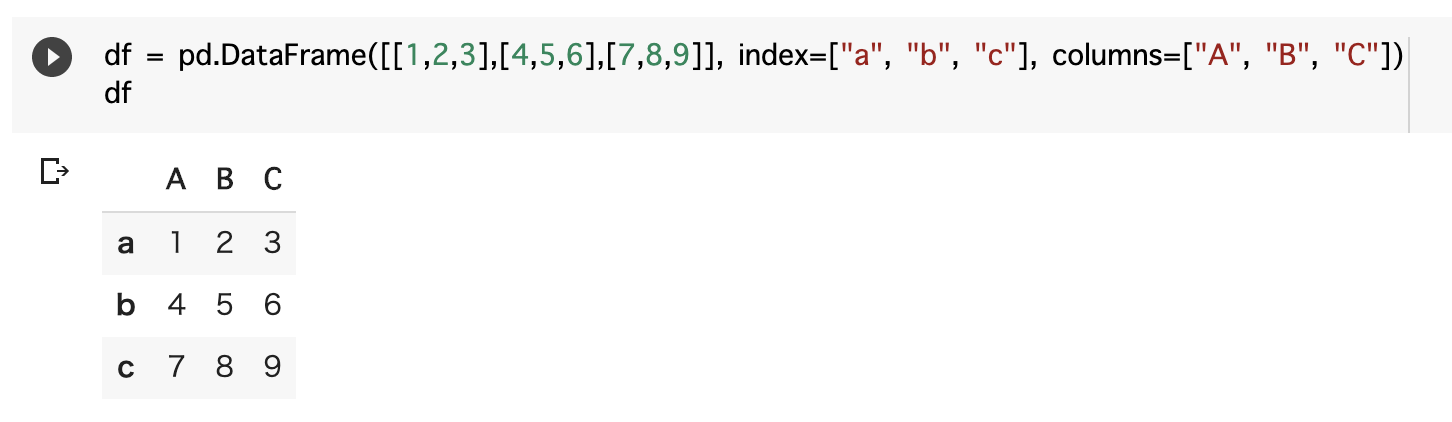 df = pd.DataFrame([[1,2,3],[4,5,6],[7,8,9]], index=["a", "b", "c"], columns=["A", "B", "C"])
df
A B C
a 1 2 3
b 4 5 6
c 7 8 9